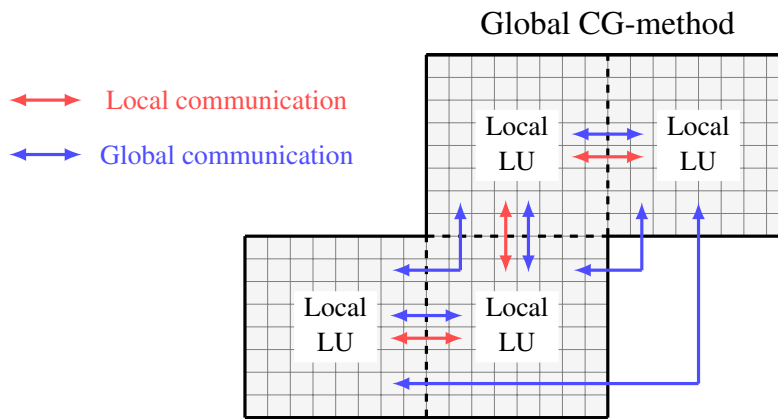 Global CG-method
Local communication
Global communication
Local
LU
Local
LU
Local
LU
Local
LU